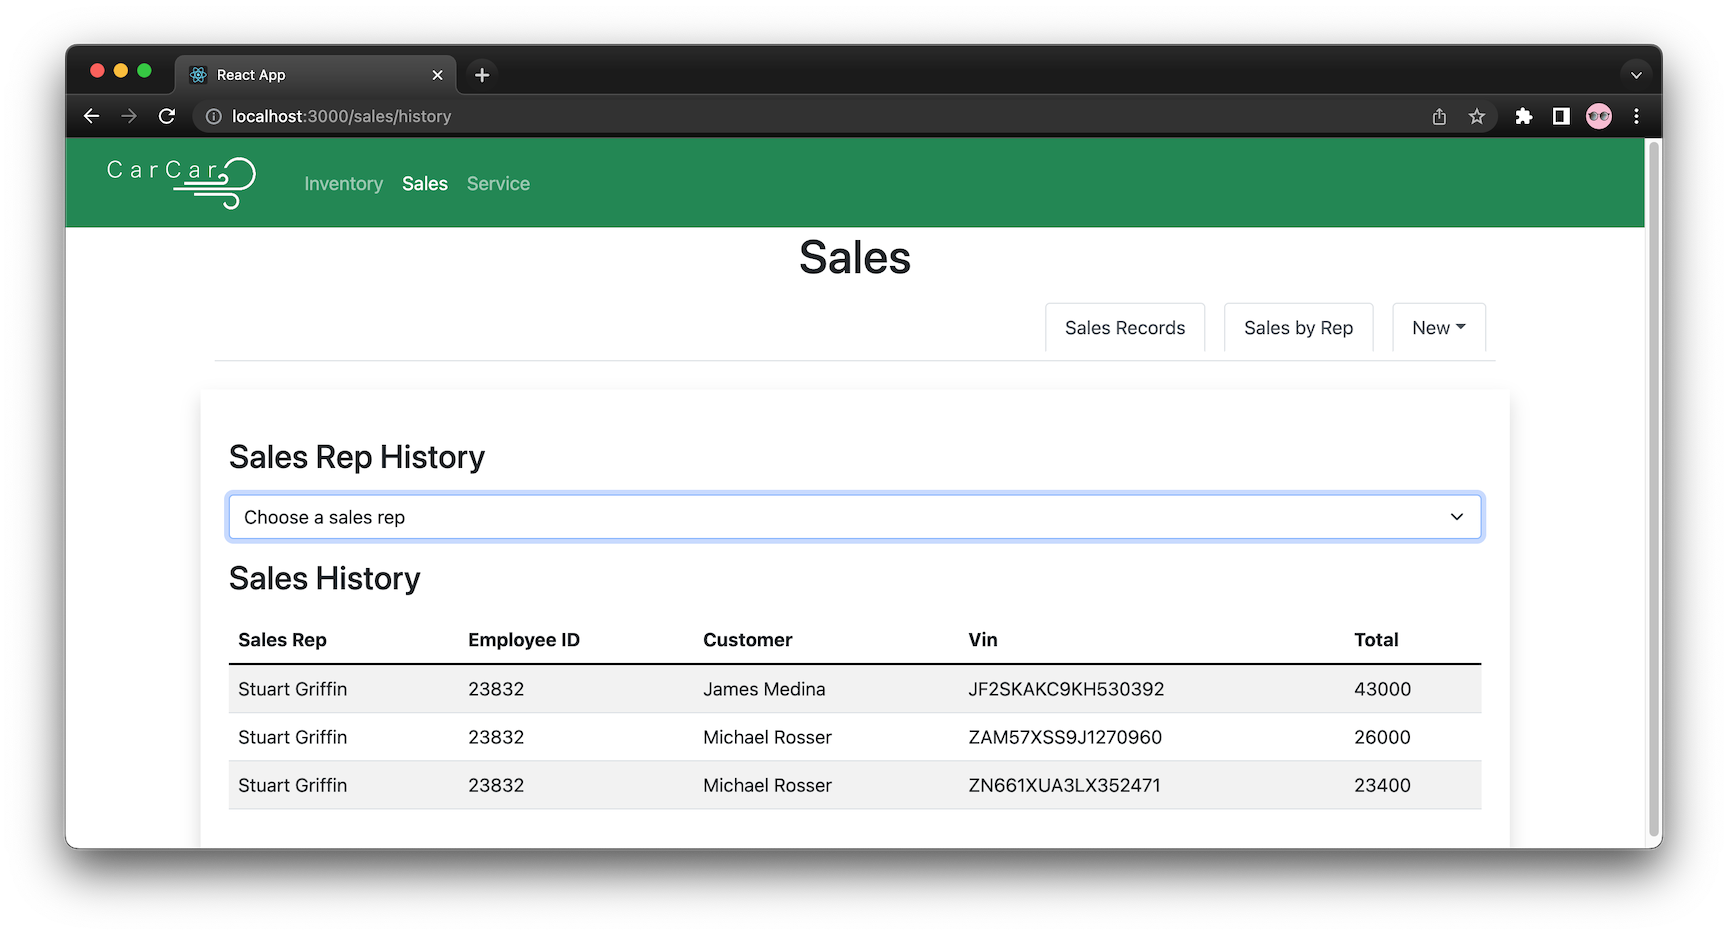 React App
localhost:3000/sales/history
CarCar
Inventory Sales Service
Sales
Sales Records Sales by Rep New
Sales Rep History
Choose a sales rep
Sales History
Sales Rep Employee ID Customer Vin Total
Stuart Griffin 23832 James Medina JF2SKAKC9KH530392 43000
Stuart Griffin 23832 Michael Rosser ZAM57XSS9J1270960 26000
Stuart Griffin 23832 Michael Rosser ZN661XUA3LX352471 23400